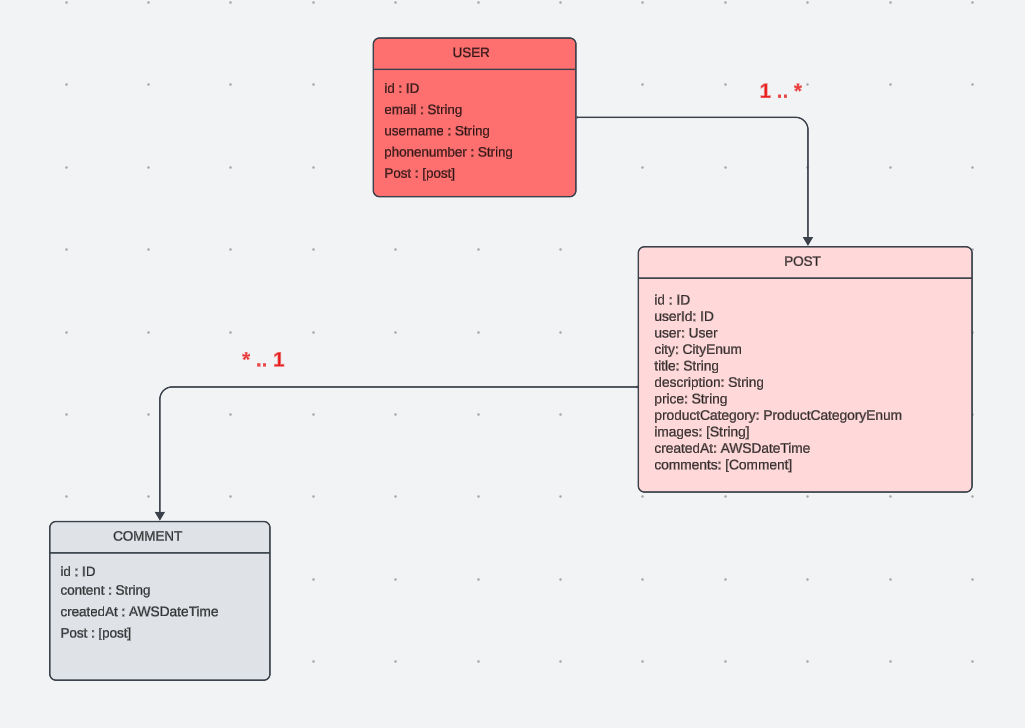 USER
id : ID
email : String
username : String
phonenumber : String
Post : [post]
1 .. *
POST
id : ID
userId: ID
user: User
city: CityEnum
title: String
description: String
price: String
productCategory: ProductCategoryEnum
images: [String]
createdAt: AWSDateTime
comments: [Comment]
* .. 1
COMMENT
id : ID
content : String
createdAt : AWSDateTime
Post : [post]